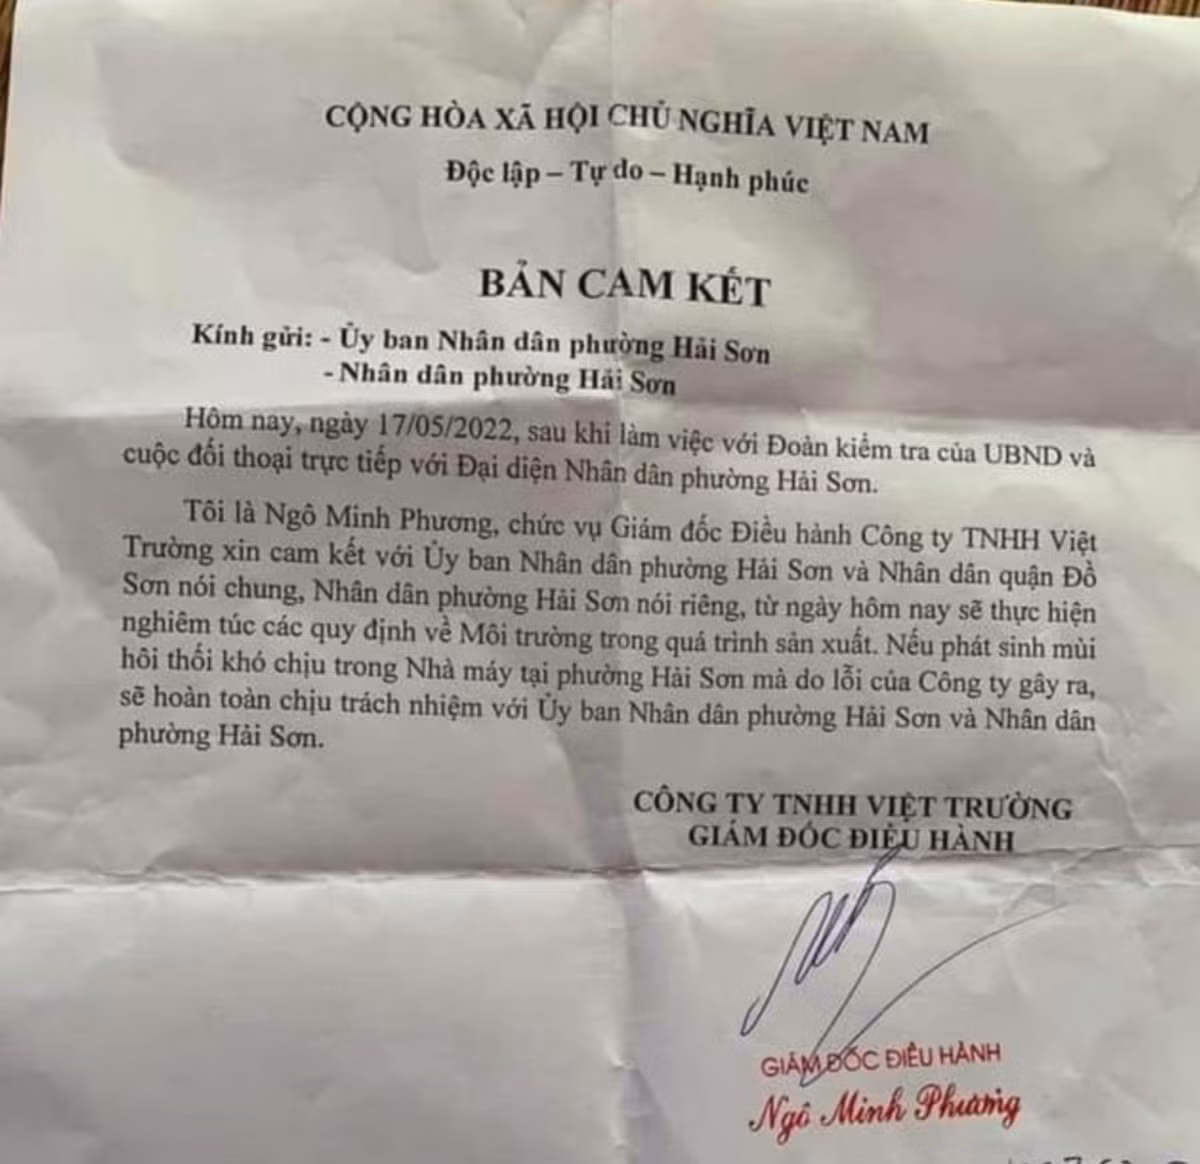 CỘNG HÒA XÃ HỘI CHỦ NGHĨA VIỆT NAM
Độc lập – Tự do – Hạnh phúc
BẢN CAM KẾT
Kính gửi: - Ủy ban Nhân dân phường Hải Sơn
- Nhân dân phường Hải Sơn
Hôm nay, ngày 17/05/2022, sau khi làm việc với Đoàn kiểm tra của UBND và
cuộc đối thoại trực tiếp với Đại diện Nhân dân phường Hải Sơn.
Tôi là Ngô Minh Phương, chức vụ Giám đốc Điều hành Công ty TNHH Việt
Trường xin cam kết với Ủy ban Nhân dân phường Hải Sơn và Nhân dân quận Đồ
Sơn nói chung, Nhân dân phường Hải Sơn nói riêng, từ ngày hôm nay sẽ thực hiện
nghiêm túc các quy định về Môi trường trong quá trình sản xuất. Nếu phát sinh mùi
hôi thối khó chịu trong Nhà máy tại phường Hải Sơn mà do lỗi của Công ty gây ra,
sẽ hoàn toàn chịu trách nhiệm với Ủy ban Nhân dân phường Hải Sơn và Nhân dân
phường Hải Sơn.
CÔNG TY TNHH VIỆT TRƯỜNG
GIÁM ĐỐC ĐIỀU HÀNH
GIÁM ĐỐC ĐIỀU HÀNH
Ngô Minh Phương